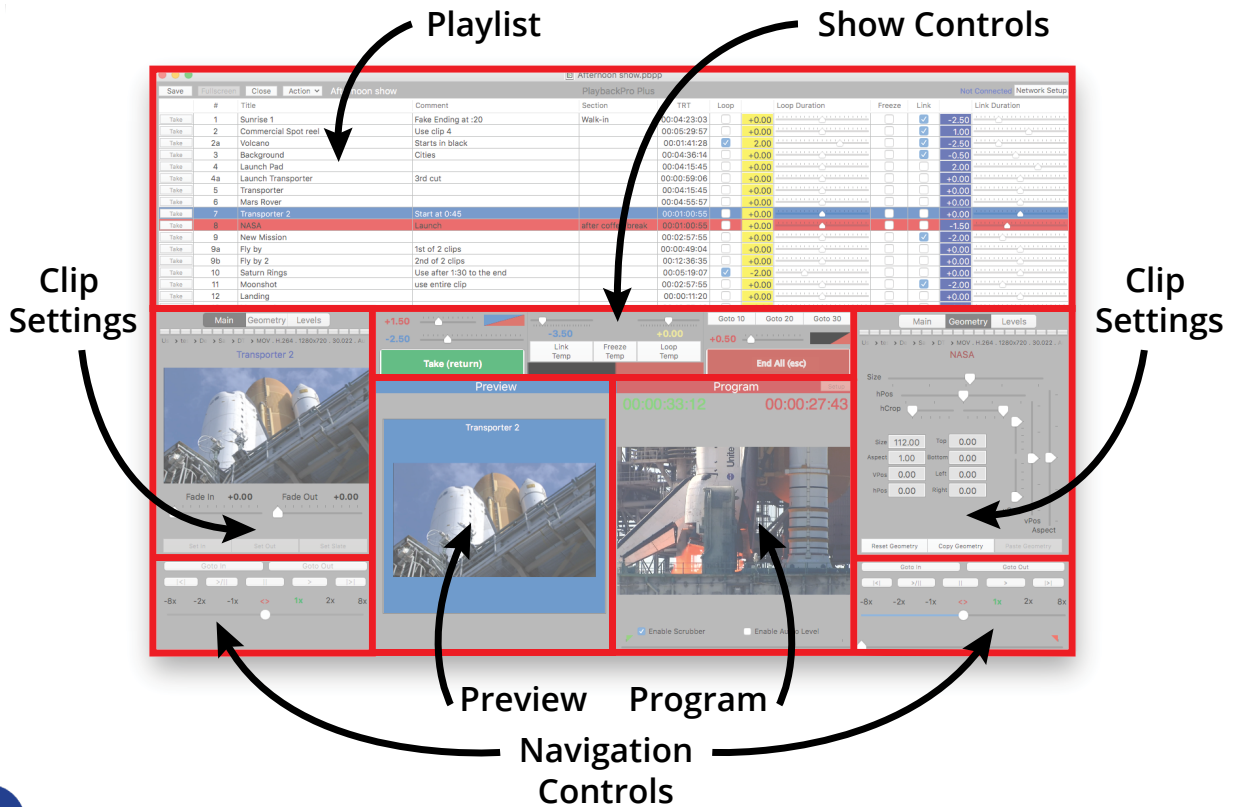 Playlist
Show Controls
Afternoon show.pbpp
Save Fullscreen Close Action Afternoon show PlaybackPro Plus Not Connected Network Setup
# Title Comment Section TRT Loop Loop Duration Freeze Link Link Duration
Take 1 Sunrise 1 Fake Ending at :20 Walk-in 00:04:23:03 +0.00 -2.50
Take 2 Commercial Spot reel Use clip 4 00:05:29:57 +0.00 1.00
Take 2a Volcano Starts in black 00:01:41:28 2.00 -2.50
Take 3 Background Cities 00:04:36:14 +0.00 -0.50
Take 4 Launch Pad 00:04:15:45 +0.00 2.00
Take 4a Launch Transporter 3rd cut 00:00:59:06 +0.00 +0.00
Take 5 Transporter 00:04:15:45 +0.00 +0.00
Take 6 Mars Rover 00:04:55:57 +0.00 +0.00
Take 7 Transporter 2 Start at 0:45 00:01:00:55 +0.00 +0.00
Take 8 NASA Launch after coffee break 00:01:00:55 +0.00 -1.50
Take 9 New Mission 00:02:57:55 +0.00 -2.00
Take 9a Fly by 1st of 2 clips 00:00:49:04 +0.00 +0.00
Take 9b Fly by 2 2nd of 2 clips 00:12:36:35 +0.00 +0.00
Take 10 Saturn Rings Use after 1:30 to the end 00:05:19:07 -2.00 +0.00
Take 11 Moonshot use entire clip 00:02:57:55 +0.00 -2.00
Take 12 Landing 00:00:11:20 +0.00 +0.00
Clip
Settings
Clip
Settings
Main Geometry Levels
MOV . H.264 . 1280x720 . 30.022 .
Transporter 2
Fade In +0.00 Fade Out +0.00
Set In Set Out Set Slate
Goto In Goto Out
|<| >/|| || > |>|
-8x -2x -1x <> 1x 2x 8x
+1.50
-2.50
-3.50 +0.00
Link Temp
Freeze Temp
Loop Temp
Goto 10 Goto 20 Goto 30
+0.50
Take (return)
End All (esc)
Preview
Transporter 2
Program Setup
00:00:33:12 00:00:27:43
Unite
Enable Scrubber Enable Audio Level
Main Geometry Levels
MOV . H.264 . 1280x720 . 30.022 .
NASA
Size
hPos
hCrop
Size 112.00 Top 0.00
Aspect 1.00 Bottom 0.00
VPos 0.00 Left 0.00
hPos 0.00 Right 0.00
vPos
Aspect
Reset Geometry Copy Geometry Paste Geometry
Goto In Goto Out
|<| >/|| || > |>|
-8x -2x -1x <> 1x 2x 8x
Preview
Program
Navigation
Controls